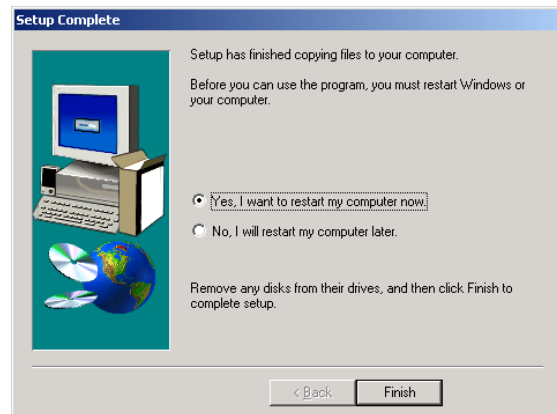 Setup Complete
Setup has finished copying files to your computer.
Before you can use the program, you must restart Windows or
your computer.
Yes, I want to restart my computer now.
No, I will restart my computer later.
Remove any disks from their drives, and then click Finish to
complete setup.
< Back
Finish